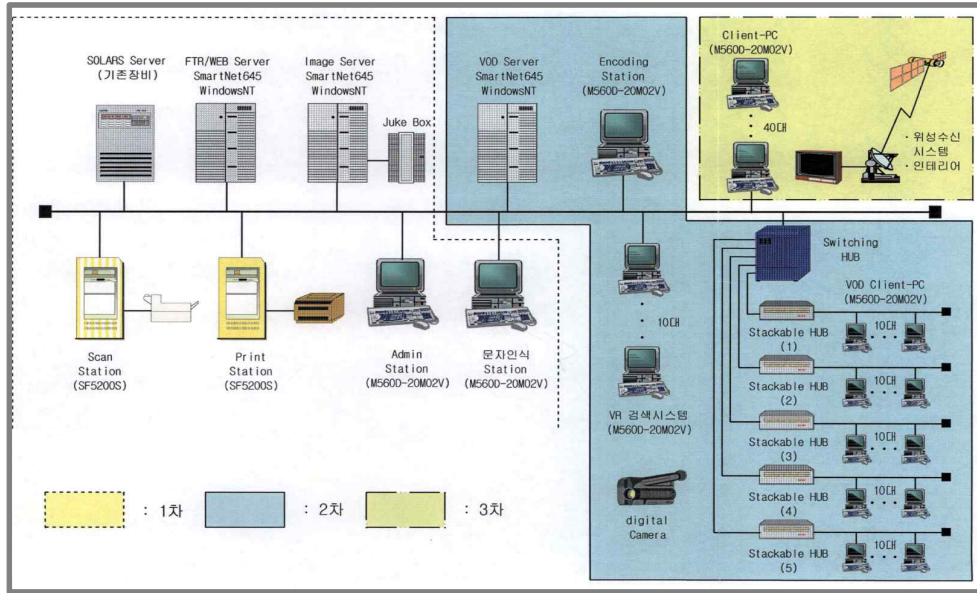 SOLARS Server
(기존장비)
FTR/WEB Server
SmartNet645
WindowsNT
Image Server
SmartNet645
WindowsNT
Juke Box
VOD Server
SmartNet645
WindowsNT
Encoding
Station
(M560D-20M02V)
Client-PC
(M560D-20M02V)
40대
· 위성수신
시스템
· 인테리어
Scan
Station
(SF5200S)
Print
Station
(SF5200S)
Admin
Station
(M560D-20M02V)
문자인식
Station
(M560D-20M02V)
10대
VR 검색시스템
(M560D-20M02V)
digital
Camera
Switching
HUB
VOD Client-PC
(M560D-20M02V)
Stackable HUB
(1)
10대
Stackable HUB
(2)
10대
Stackable HUB
(3)
10대
Stackable HUB
(4)
10대
Stackable HUB
(5)
10대
: 1차
: 2차
: 3차